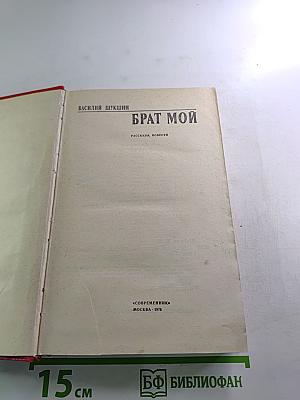 ВАСИЛИЙ ШУКШИН
БРАТ МОЙ
РАССКАЗЫ, ПОВЕСТИ
«СОВРЕМЕННИК»
МОСКВА · 1975
15 см
БФ БИБЛИОФАН